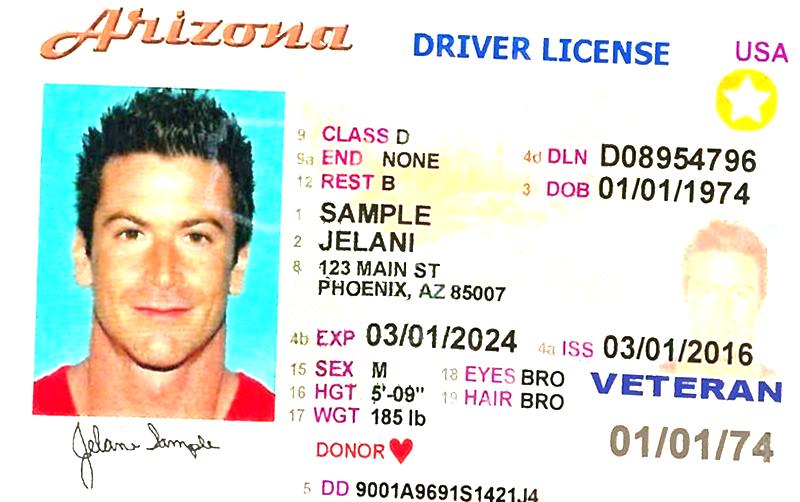 Arizona DRIVER LICENSE USA
9 CLASS D
9a END NONE 4d DLN D08954796
12 REST B 3 DOB 01/01/1974
1 SAMPLE
2 JELANI
8 123 MAIN ST
PHOENIX, AZ 85007
4b EXP 03/01/2024 4a ISS 03/01/2016
15 SEX M 18 EYES BRO VETERAN
16 HGT 5'-09" 19 HAIR BRO
17 WGT 185 lb 01/01/74
Jelani Sample
DONOR
5 DD 9001A9691S1421J4